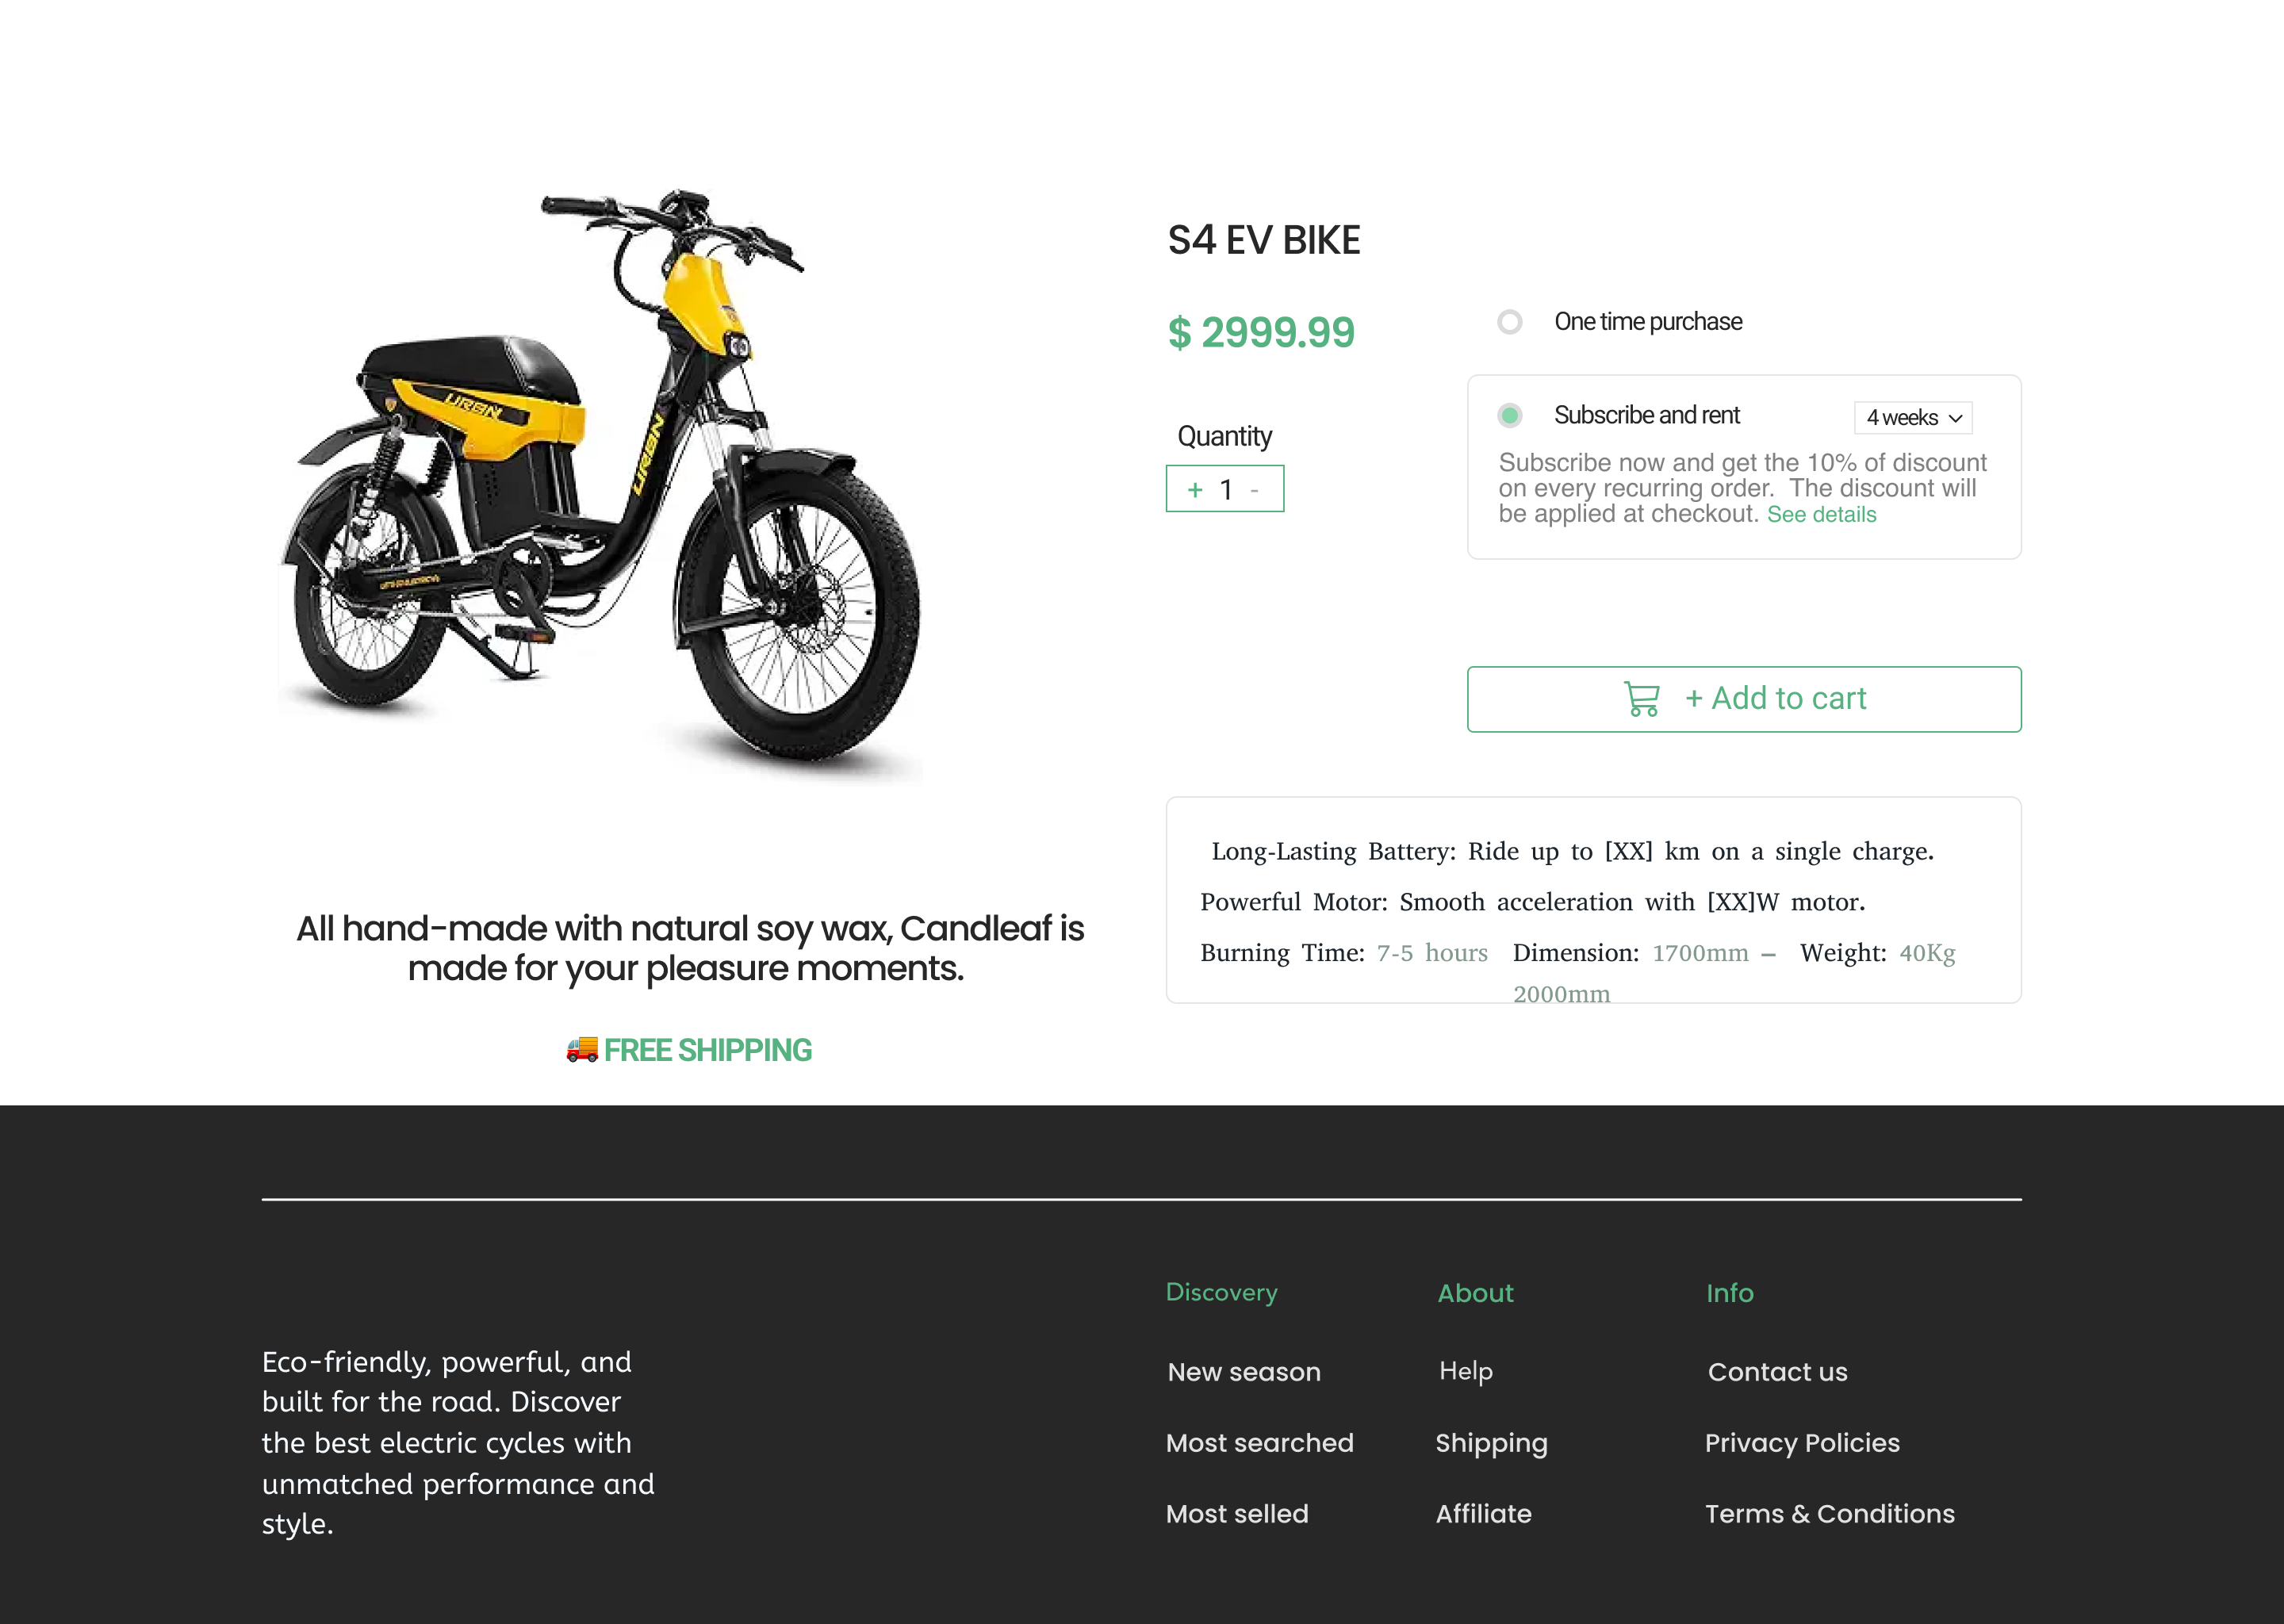 S4 EV BIKE
$ 2999.99
One time purchase
Quantity
+ 1 -
Subscribe and rent
4 weeks
Subscribe now and get the 10% of discount
on every recurring order.  The discount will
be applied at checkout. See details
+ Add to cart
URBN
URBN
Long-Lasting Battery: Ride up to [XX] km on a single charge.
Powerful Motor: Smooth acceleration with [XX]W motor.
Burning Time: 7-5 hours
Dimension: 1700mm –
2000mm
Weight: 40Kg
All hand-made with natural soy wax, Candleaf is
made for your pleasure moments.
🚚 FREE SHIPPING
Eco-friendly, powerful, and
built for the road. Discover
the best electric cycles with
unmatched performance and
style.
Discovery
New season
Most searched
Most selled
About
Help
Shipping
Affiliate
Info
Contact us
Privacy Policies
Terms & Conditions